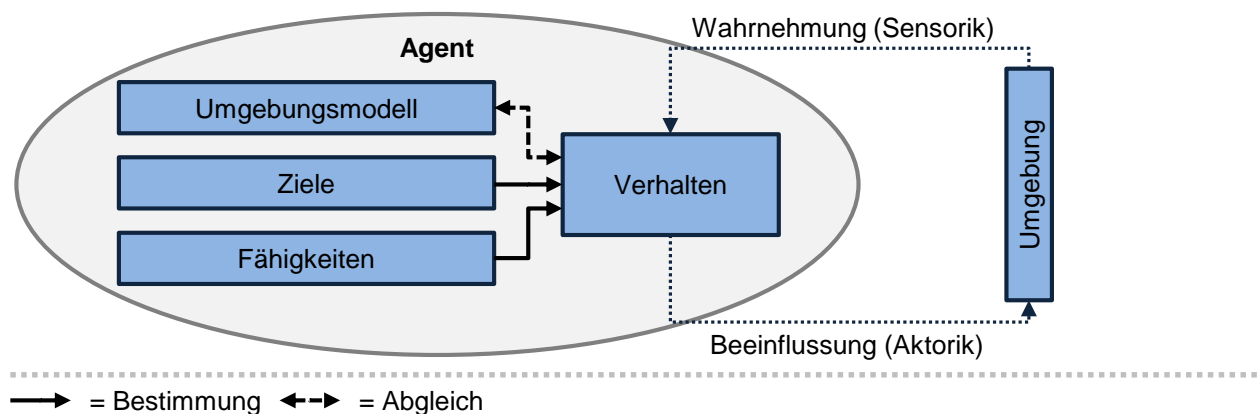 Wahrnehmung (Sensorik)
Agent
Umgebungsmodell
Ziele
Verhalten
Fähigkeiten
Umgebung
Beeinflussung (Aktorik)
= Bestimmung = Abgleich